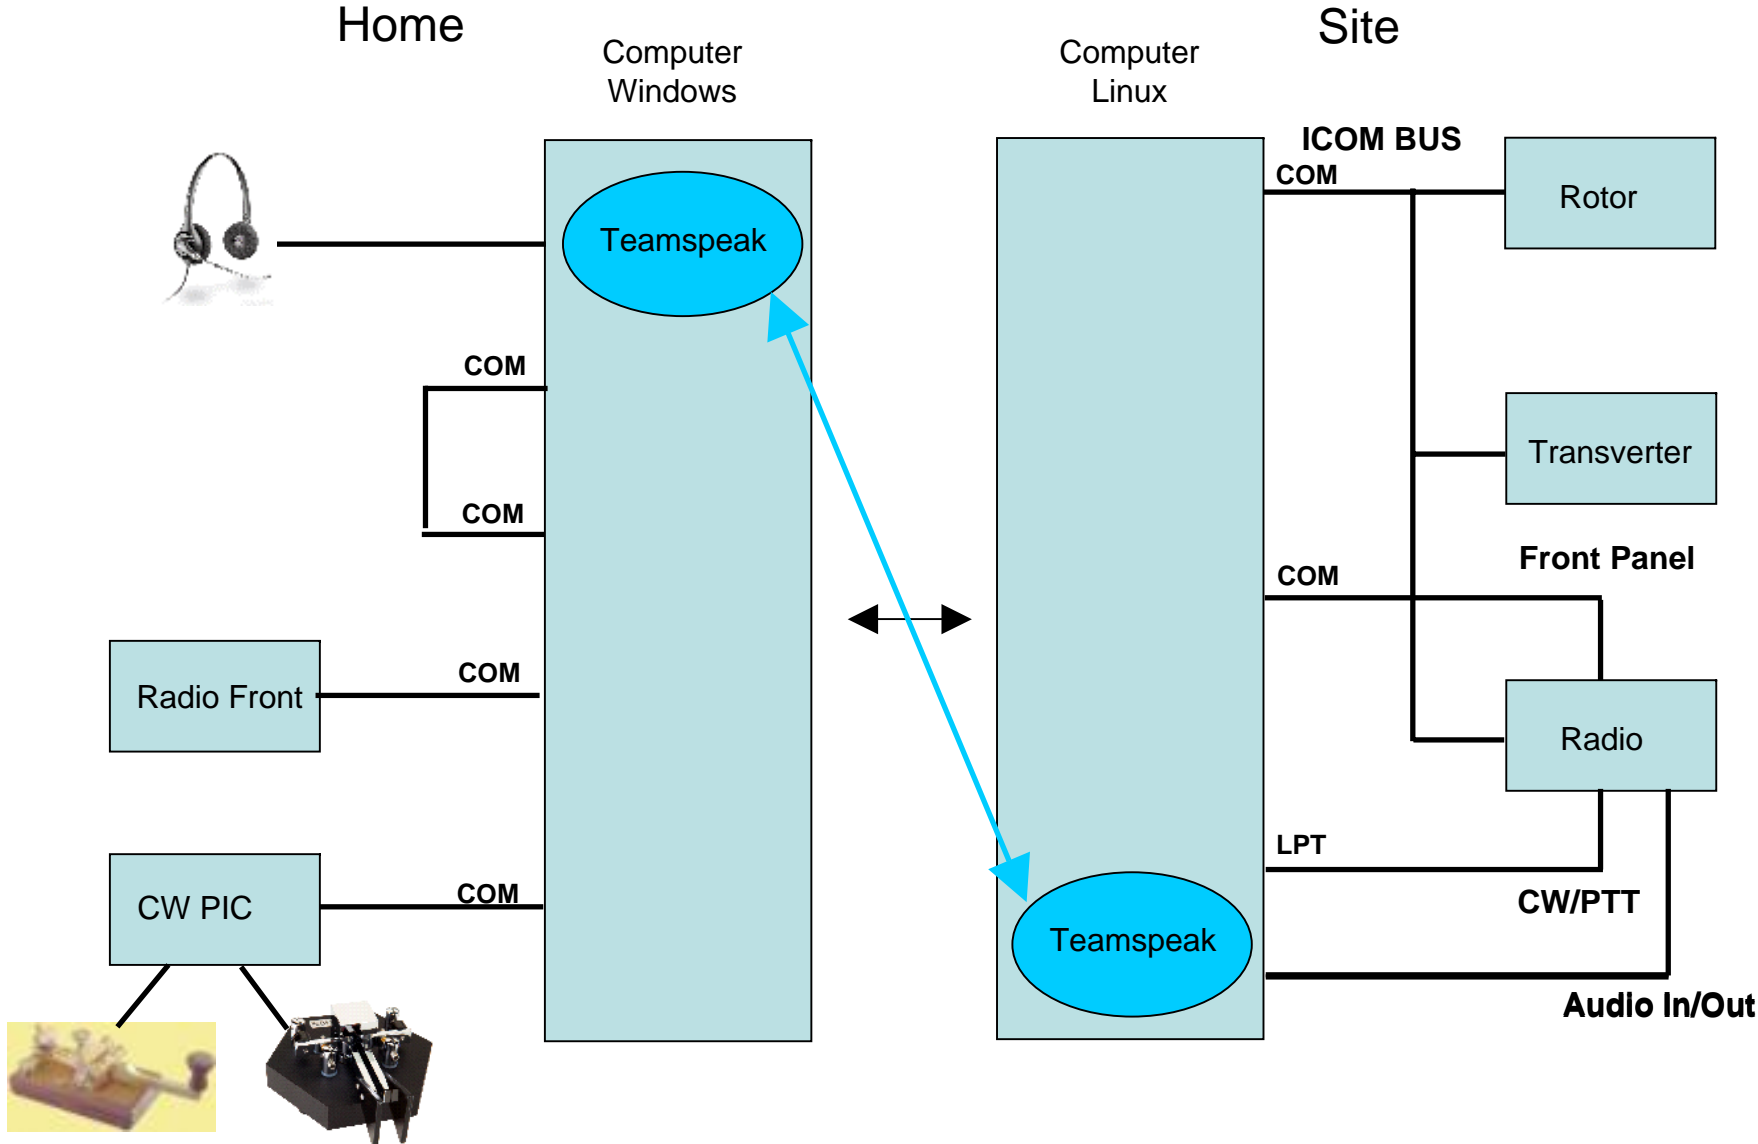 Home
Site
Computer
Windows
Computer
Linux
ICOM BUS
COM
Rotor
Teamspeak
COM
Transverter
COM
Front Panel
COM
COM
Radio Front
Radio
LPT
COM
CW PIC
CW/PTT
Teamspeak
Audio In/Out